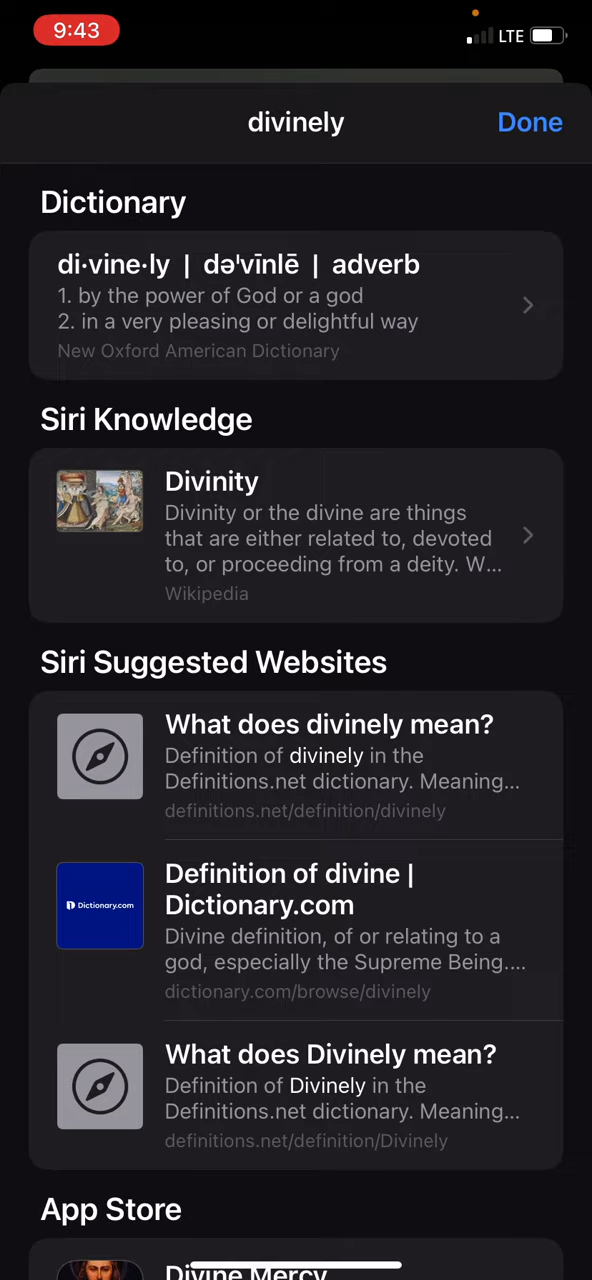 9:43
LTE
divinely
Done
Dictionary
di·vine·ly | də'vīnlē | adverb
1. by the power of God or a god
2. in a very pleasing or delightful way
New Oxford American Dictionary
Siri Knowledge
Divinity
Divinity or the divine are things
that are either related to, devoted
to, or proceeding from a deity. W...
Wikipedia
Siri Suggested Websites
What does divinely mean?
Definition of divinely in the
Definitions.net dictionary. Meaning...
definitions.net/definition/divinely
Definition of divine |
Dictionary.com
Dictionary.com
Divine definition, of or relating to a
god, especially the Supreme Being....
dictionary.com/browse/divinely
What does Divinely mean?
Definition of Divinely in the
Definitions.net dictionary. Meaning...
definitions.net/definition/Divinely
App Store
Divine Mercy